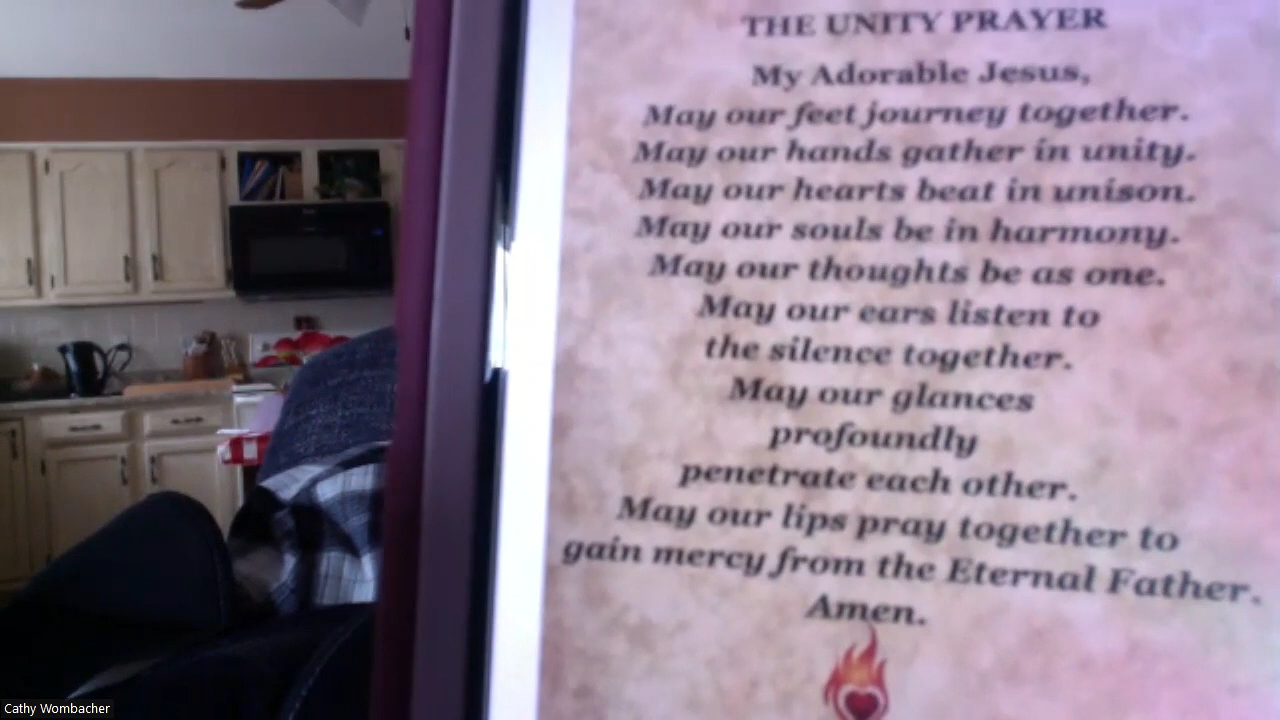 THE UNITY PRAYER
My Adorable Jesus,
May our feet journey together.
May our hands gather in unity.
May our hearts beat in unison.
May our souls be in harmony.
May our thoughts be as one.
May our ears listen to
the silence together.
May our glances
profoundly
penetrate each other.
May our lips pray together to
gain mercy from the Eternal Father.
Amen.
Cathy Wombacher